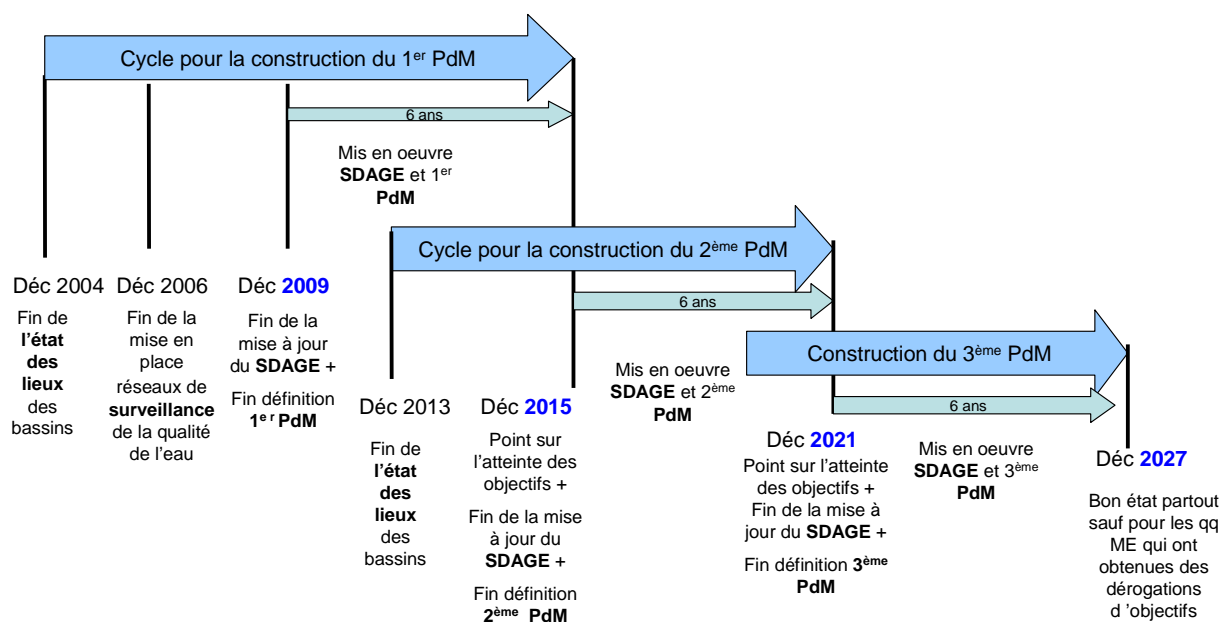 Cycle pour la construction du 1er PdM
6 ans
Mis en oeuvre
SDAGE et 1er
PdM
Cycle pour la construction du 2ème PdM
6 ans
Mis en oeuvre
SDAGE et 2ème
PdM
Construction du 3ème PdM
6 ans
Mis en oeuvre
SDAGE et 3ème
PdM
Déc 2004
Fin de
l'état
des
lieux
des
bassins
Déc 2006
Fin de la
mise en
place
réseaux de
surveillance
de la qualité
de l'eau
Déc 2009
Fin de la
mise à jour
du SDAGE +
Fin définition
1er PdM
Déc 2013
Fin de
l'état
des
lieux
des
bassins
Déc 2015
Point sur
l'atteinte des
objectifs +
Fin de la mise
à jour du
SDAGE +
Fin définition
2ème PdM
Déc 2021
Point sur l'atteinte
des objectifs +
Fin de la mise à
jour du SDAGE +
Fin définition 3ème
PdM
Déc 2027
Bon état partout
sauf pour les qq
ME qui ont
obtenues des
dérogations
d 'objectifs